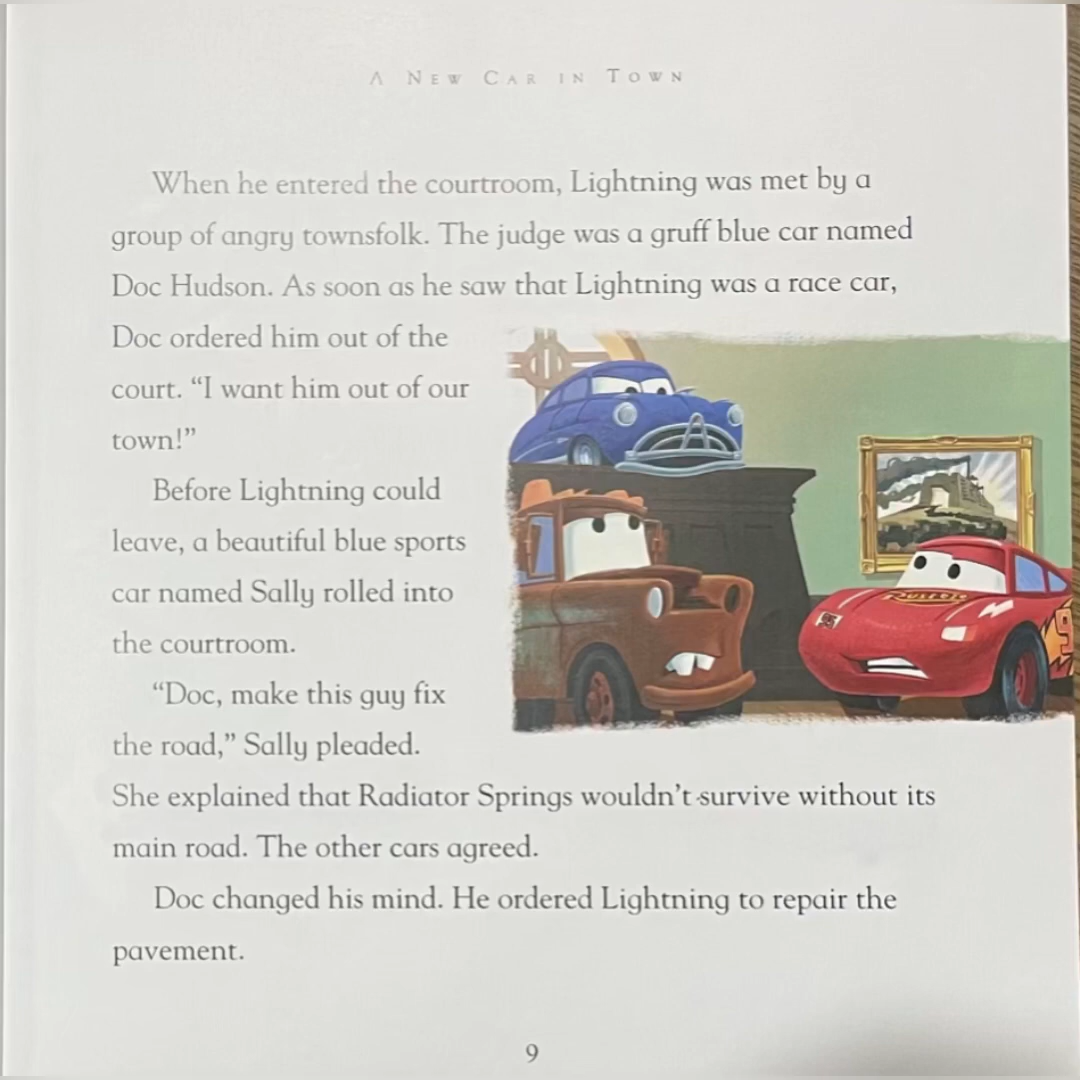 A New Car in Town
When he entered the courtroom, Lightning was met by a
group of angry townsfolk. The judge was a gruff blue car named
Doc Hudson. As soon as he saw that Lightning was a race car,
Doc ordered him out of the
court. “I want him out of our
town!”
Before Lightning could
leave, a beautiful blue sports
car named Sally rolled into
the courtroom.
“Doc, make this guy fix
the road,” Sally pleaded.
She explained that Radiator Springs wouldn’t survive without its
main road. The other cars agreed.
Doc changed his mind. He ordered Lightning to repair the
pavement.
9